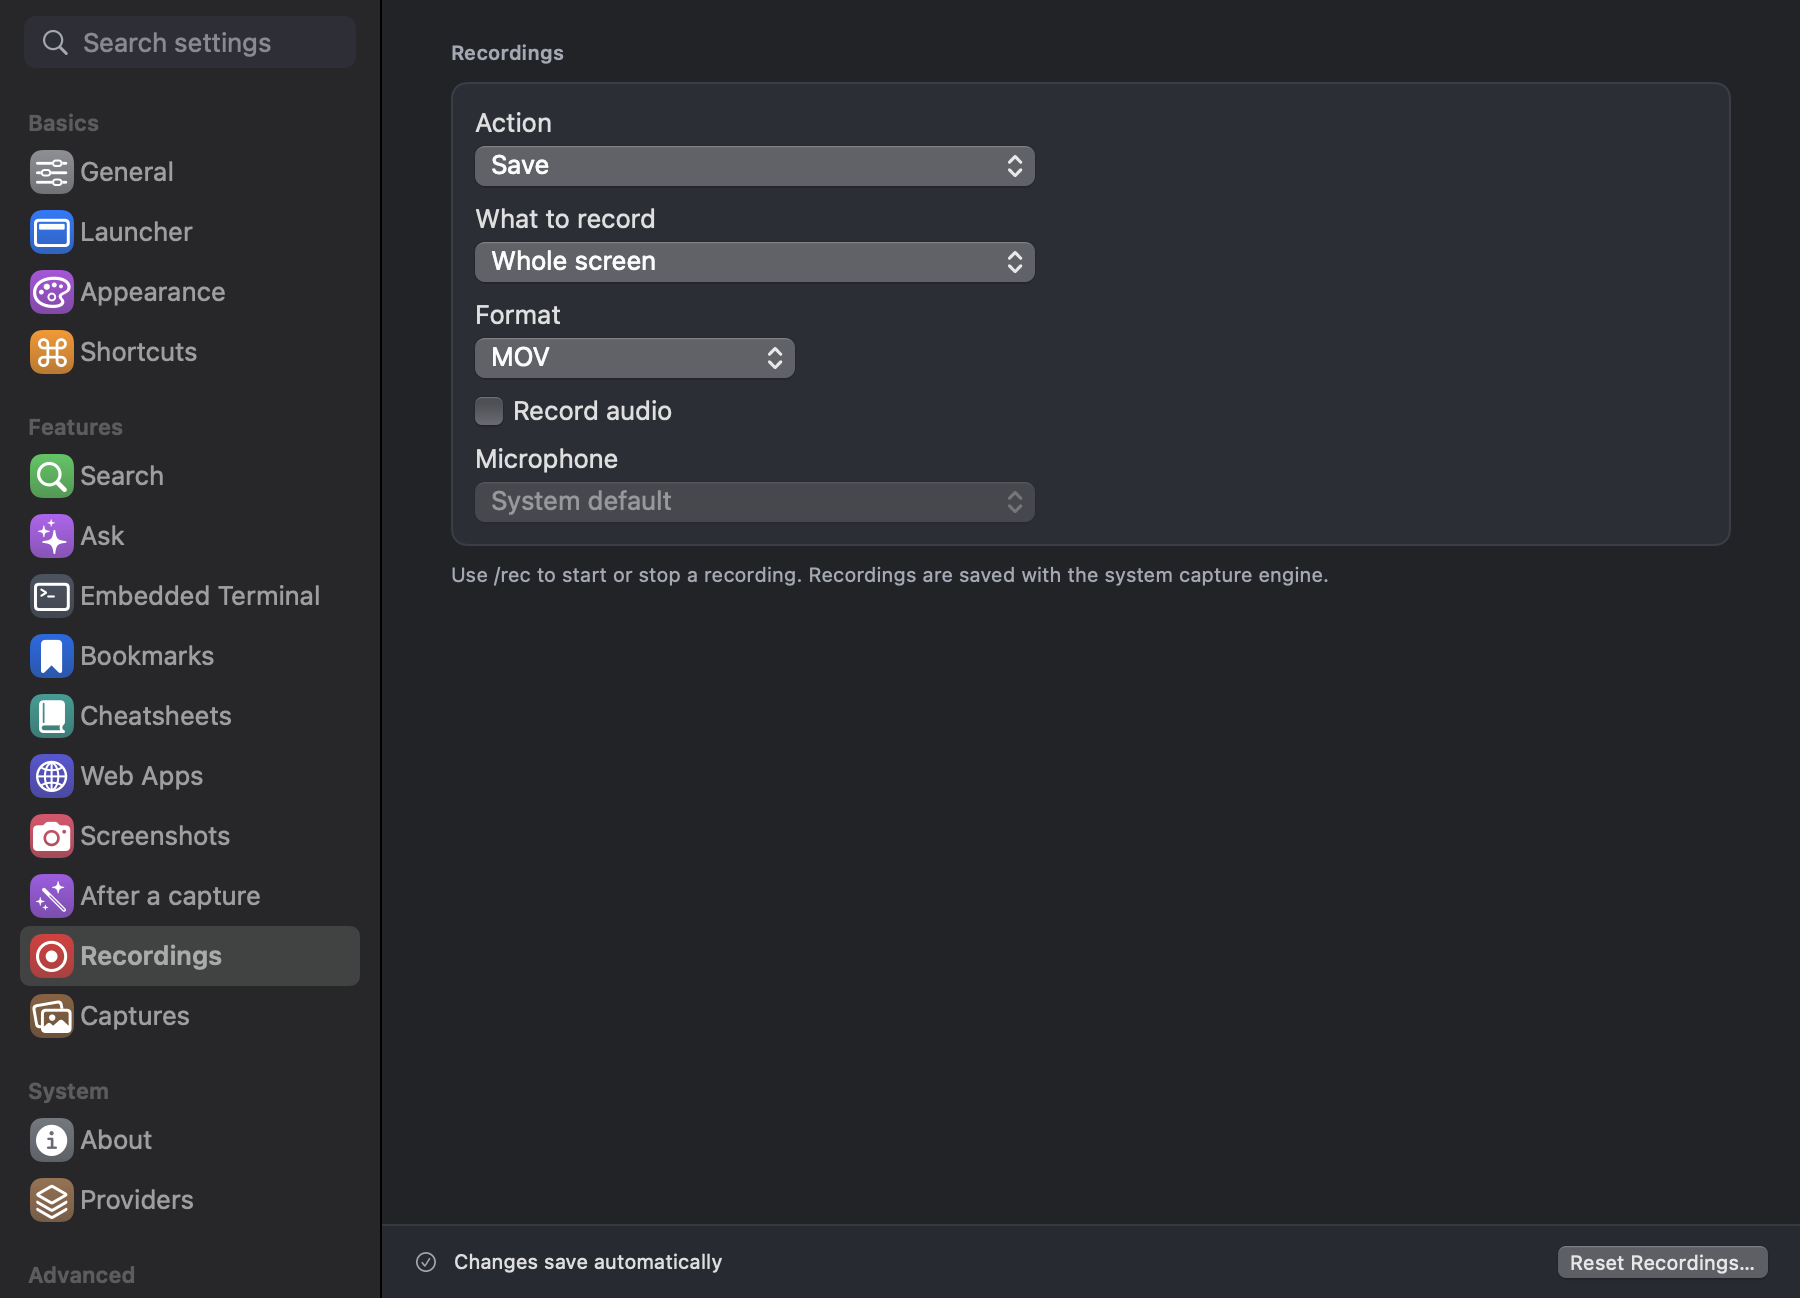 Search settings
Basics
General
Launcher
Appearance
Shortcuts
Features
Search
Ask
Embedded Terminal
Bookmarks
Cheatsheets
Web Apps
Screenshots
After a capture
Recordings
Captures
System
About
Providers
Advanced
Recordings
Action
Save
What to record
Whole screen
Format
MOV
Record audio
Microphone
System default
Use /rec to start or stop a recording. Recordings are saved with the system capture engine.
Changes save automatically
Reset Recordings...